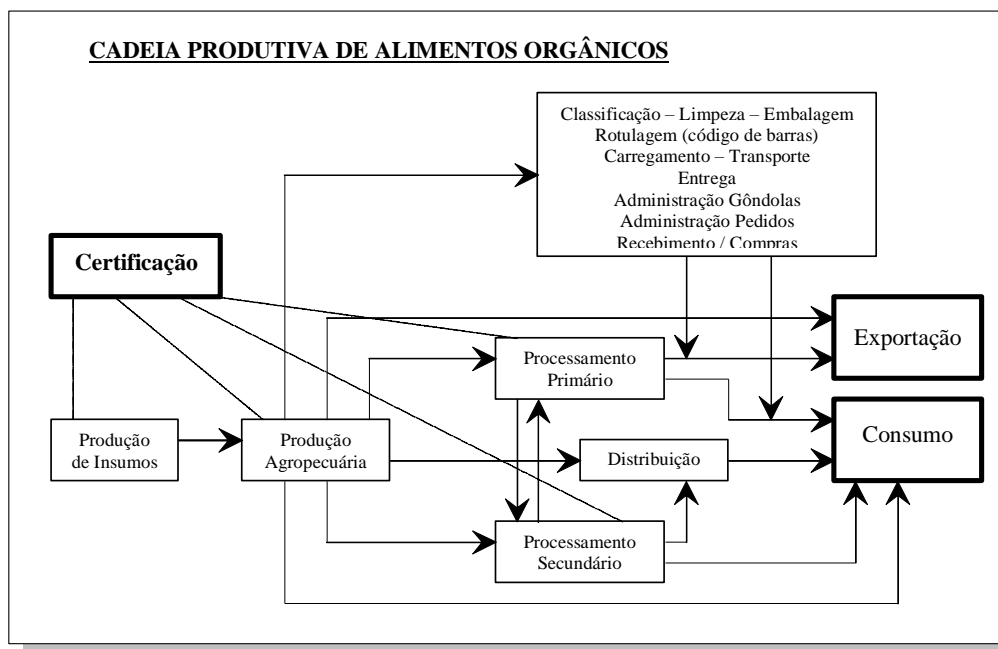 CADEIA PRODUTIVA DE ALIMENTOS ORGÂNICOS
Classificação – Limpeza – Embalagem
Rotulagem (código de barras)
Carregamento – Transporte
Entrega
Administração Gôndolas
Administração Pedidos
Recebimento / Compras
Certificação
Exportação
Processamento
Primário
Consumo
Produção
de Insumos
Produção
Agropecuária
Distribuição
Processamento
Secundário